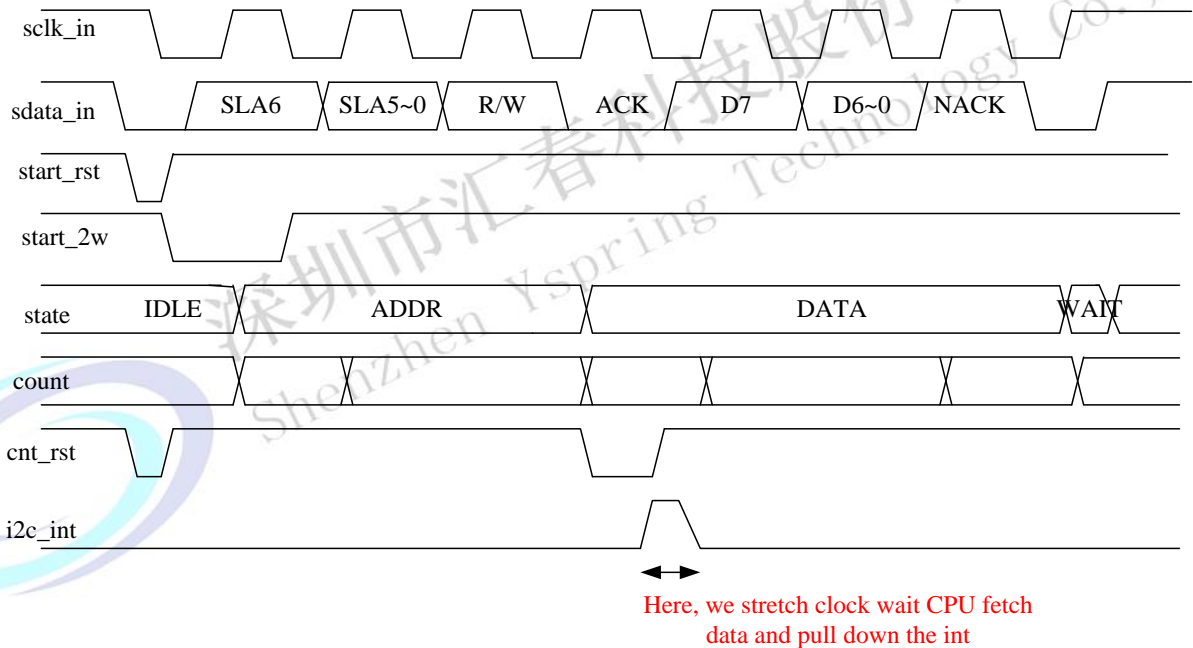 sclk_in
sdata_in SLA6 SLA5~0 R/W ACK D7 D6~0 NACK
start_rst
start_2w
state IDLE ADDR DATA WAIT
count
cnt_rst
i2c_int
Here, we stretch clock wait CPU fetch
data and pull down the int
深圳市汇春科技股份
Shenzhen Yspring Technology Co.,